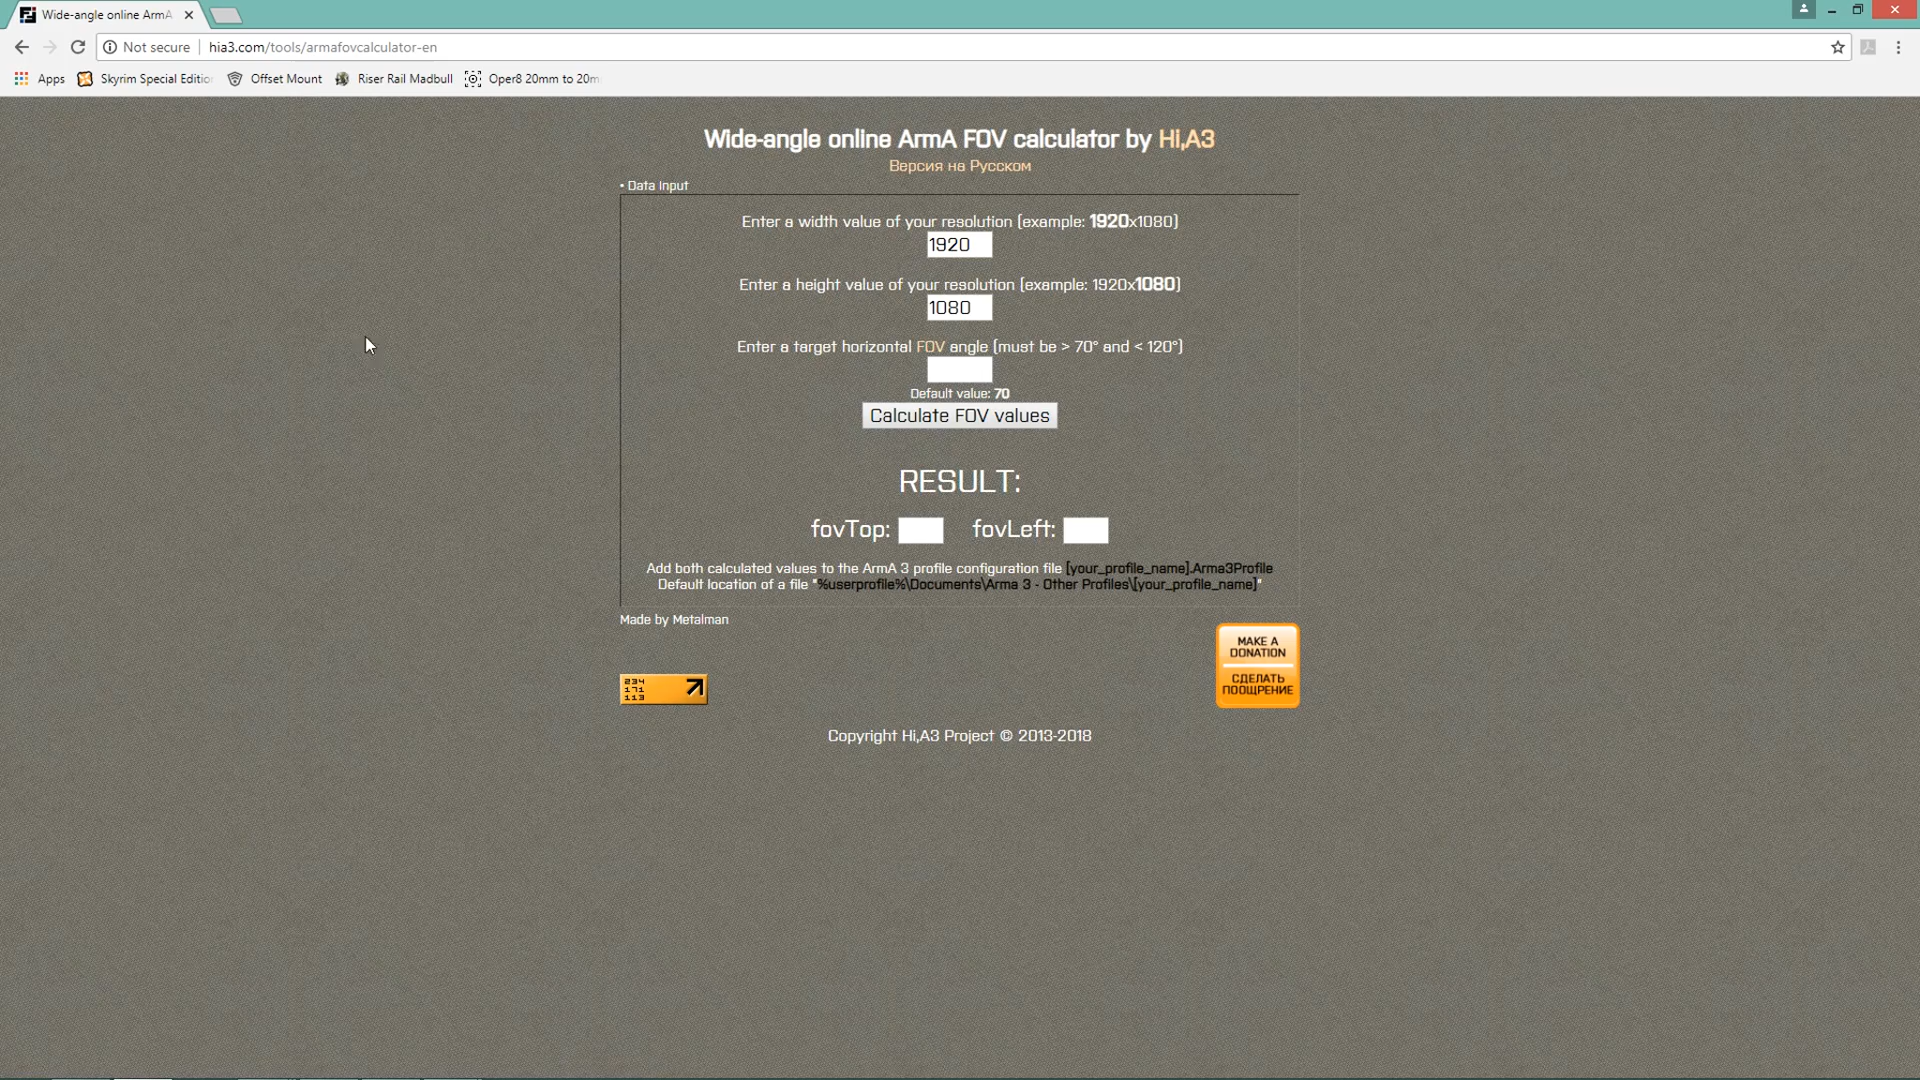 Wide-angle online ArmA
Not secure
hia3.com/tools/armafovcalculator-en
Apps
Skyrim Special Editio
Offset Mount
Riser Rail Madbull
Oper8 20mm to 20m
Wide-angle online ArmA FOV calculator by Hi,A3
Версия на Русском
• Data Input
Enter a width value of your resolution (example: 1920x1080)
1920
Enter a height value of your resolution (example: 1920x1080)
1080
Enter a target horizontal FOV angle (must be > 70° and < 120°)
Default value: 70
Calculate FOV values
RESULT:
fovTop: fovLeft:
Add both calculated values to the ArmA 3 profile configuration file [your_profile_name].Arma3Profile
Default location of a file "%userprofile%\Documents\Arma 3 - Other Profiles\[your_profile_name]"
Made by Metalman
MAKE A
DONATION
СДЕЛАТЬ
ПООЩРЕНИЕ
234
171
113
Copyright Hi,A3 Project © 2013-2018